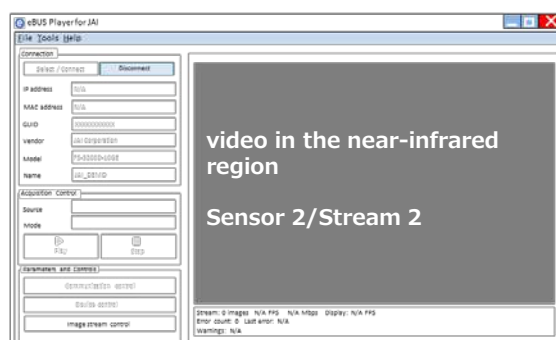 eBUS Player for JAI
File Tools Help
Connection
Select / Connect
Disconnect
IP address
N/A
MAC address
N/A
GUID
XXXXXXXXXXX
Vendor
JAI Corporation
Model
Name
Acquisition Control
Source
Mode
Play
Stop
Parameters and Controls
Communication control
Device control
Image stream control
video in the near-infrared
region
Sensor 2/Stream 2
Stream: 0 images N/A FPS N/A Mbps Display: N/A FPS
Error count: 0 Last error: N/A
Warnings: N/A